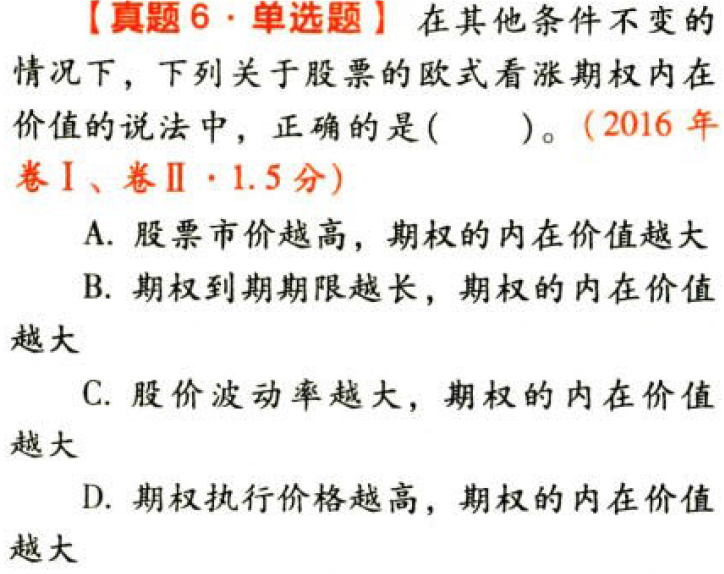 【真题6·单选题】 在其他条件不变的
情况下，下列关于股票的欧式看涨期权内在
价值的说法中，正确的是(　　)。(2016 年
卷Ⅰ、卷Ⅱ·1.5 分)
A. 股票市价越高，期权的内在价值越大
B. 期权到期期限越长，期权的内在价值
越大
C. 股价波动率越大，期权的内在价值
越大
D. 期权执行价格越高，期权的内在价值
越大